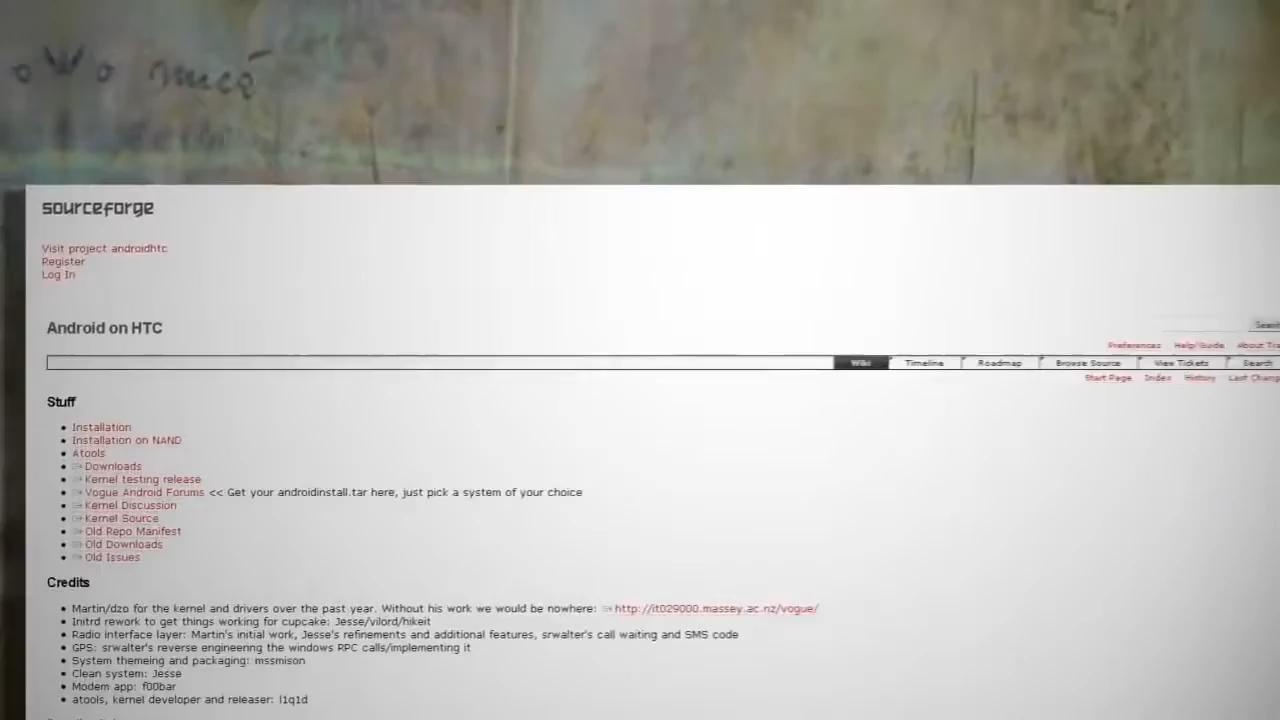 sourceforge
Visit project androidhtc
Register
Log In
Android on HTC
Search
Preferences Help/Guide About Tra
Wiki Timeline Roadmap Browse Source View Tickets Search
Start Page Index History Last Chang
Stuff
• Installation
• Installation on NAND
• Atools
• Downloads
• Kernel testing release
• Vogue Android Forums << Get your androidinstall.tar here, just pick a system of your choice
• Kernel Discussion
• Kernel Source
• Old Repo Manifest
• Old Downloads
• Old Issues
Credits
• Martin/dzo for the kernel and drivers over the past year. Without his work we would be nowhere: http://it029000.massey.ac.nz/vogue/
• Initrd rework to get things working for cupcake: Jesse/vilord/hikeit
• Radio interface layer: Martin's initial work, Jesse's refinements and additional features, srwalter's call waiting and SMS code
• GPS: srwalter's reverse engineering the windows RPC calls/implementing it
• System themeing and packaging: mssmison
• Clean system: Jesse
• Modem app: f00bar
• atools, kernel developer and releaser: l1q1d